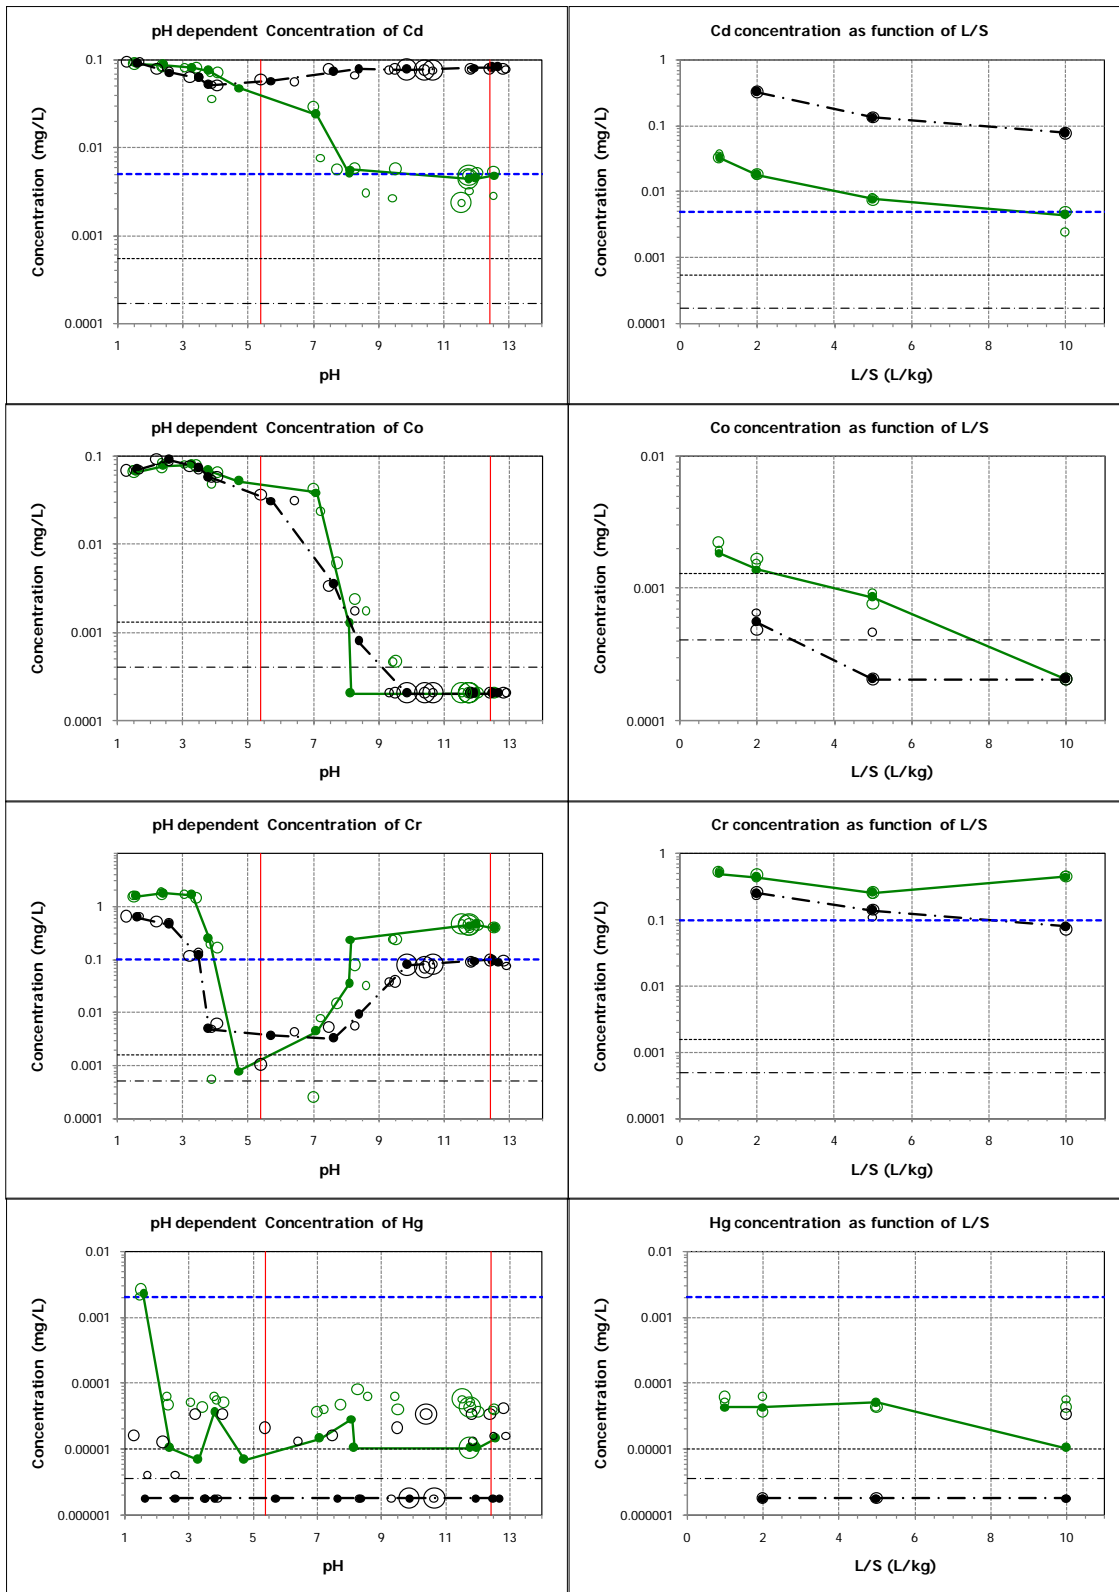 pH dependent Concentration of Cd
Concentration (mg/L)
0.1
0.01
0.001
0.0001
1 3 5 7 9 11 13
pH
Cd concentration as function of L/S
Concentration (mg/L)
1
0.1
0.01
0.001
0.0001
0 2 4 6 8 10
L/S (L/kg)
pH dependent Concentration of Co
Concentration (mg/L)
0.1
0.01
0.001
0.0001
1 3 5 7 9 11 13
pH
Co concentration as function of L/S
Concentration (mg/L)
0.01
0.001
0.0001
0 2 4 6 8 10
L/S (L/kg)
pH dependent Concentration of Cr
Concentration (mg/L)
1
0.1
0.01
0.001
0.0001
1 3 5 7 9 11 13
pH
Cr concentration as function of L/S
Concentration (mg/L)
1
0.1
0.01
0.001
0.0001
0 2 4 6 8 10
L/S (L/kg)
pH dependent Concentration of Hg
Concentration (mg/L)
0.01
0.001
0.0001
0.00001
0.000001
1 3 5 7 9 11 13
pH
Hg concentration as function of L/S
Concentration (mg/L)
0.01
0.001
0.0001
0.00001
0.000001
0 2 4 6 8 10
L/S (L/kg)